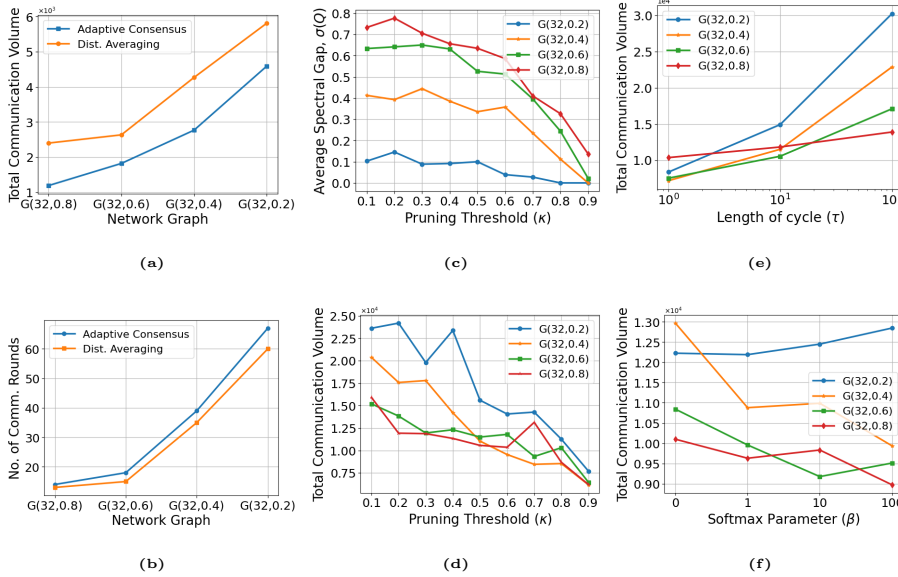 Total Communication Volume
×10³
6
5
4
3
2
1
Adaptive Consensus
Dist. Averaging
G(32,0.8) G(32,0.6) G(32,0.4) G(32,0.2)
Network Graph
(a)
Average Spectral Gap, σ(Q)
0.8
0.7
0.6
0.5
0.4
0.3
0.2
0.1
0.0
G(32,0.2)
G(32,0.4)
G(32,0.6)
G(32,0.8)
0.1 0.2 0.3 0.4 0.5 0.6 0.7 0.8 0.9
Pruning Threshold (κ)
(c)
Total Communication Volume
3.0
2.5
2.0
1.5
1.0
G(32,0.2)
G(32,0.4)
G(32,0.6)
G(32,0.8)
10⁰ 10¹
Length of cycle (τ)
(e)
No. of Comm. Rounds
60
50
40
30
20
Adaptive Consensus
Dist. Averaging
G(32,0.8) G(32,0.6) G(32,0.4) G(32,0.2)
Network Graph
(b)
Total Communication Volume
×10⁴
2.50
2.25
2.00
1.75
1.50
1.25
1.00
0.75
G(32,0.2)
G(32,0.4)
G(32,0.6)
G(32,0.8)
0.1 0.2 0.3 0.4 0.5 0.6 0.7 0.8 0.9
Pruning Threshold (κ)
(d)
Total Communication Volume
×10⁴
1.30
1.25
1.20
1.15
1.10
1.05
1.00
0.95
0.90
G(32,0.2)
G(32,0.4)
G(32,0.6)
G(32,0.8)
0 1 10
Softmax Parameter (β)
(f)